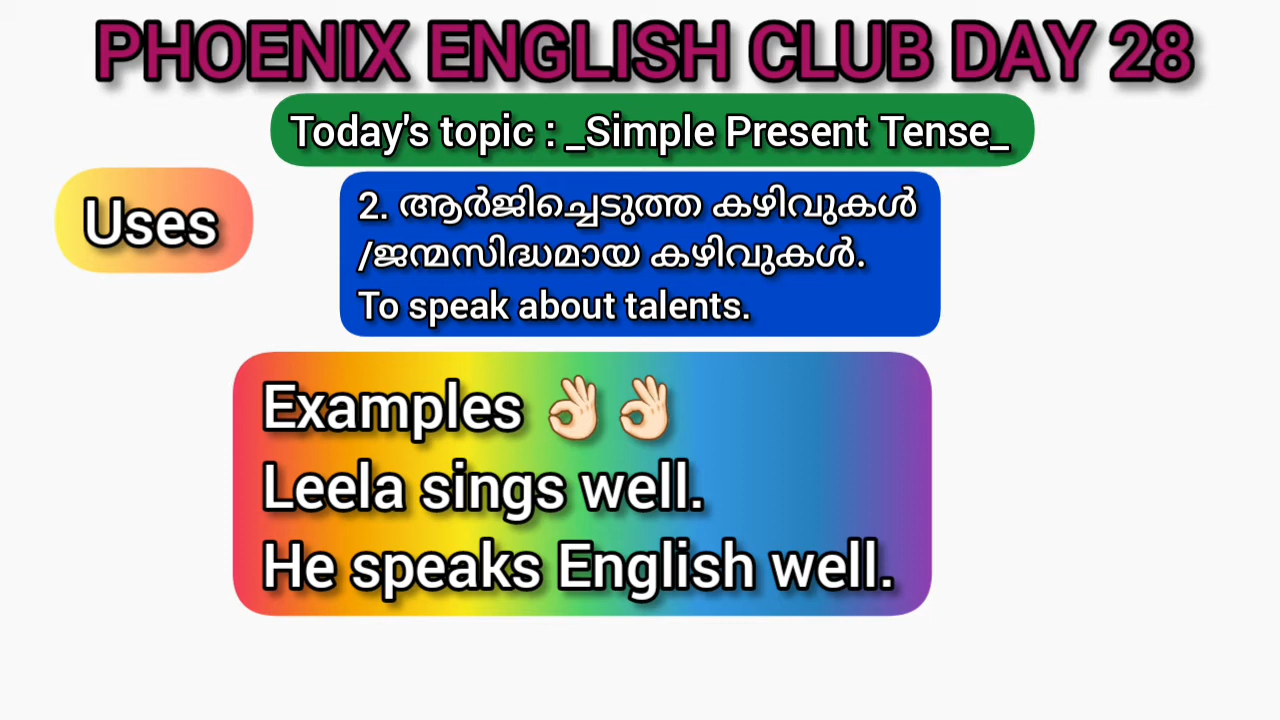 PHOENIX ENGLISH CLUB DAY 28
Today's topic : _Simple Present Tense_
Uses
2. ആർജിച്ചെടുത്ത കഴിവുകൾ
/ജന്മസിദ്ധമായ കഴിവുകൾ.
To speak about talents.
Examples 👌🏻👌🏻
Leela sings well.
He speaks English well.